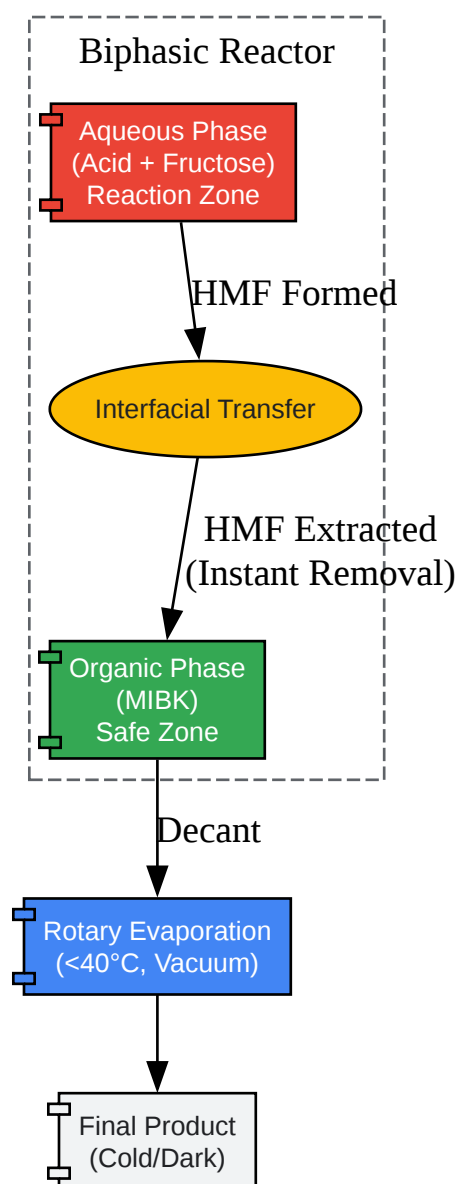 Biphasic Reactor
Aqueous Phase
(Acid + Fructose)
Reaction Zone
HMF Formed
Interfacial Transfer
HMF Extracted
(Instant Removal)
Organic Phase
(MIBK)
Safe Zone
Decant
Rotary Evaporation
(<40°C, Vacuum)
Final Product
(Cold/Dark)